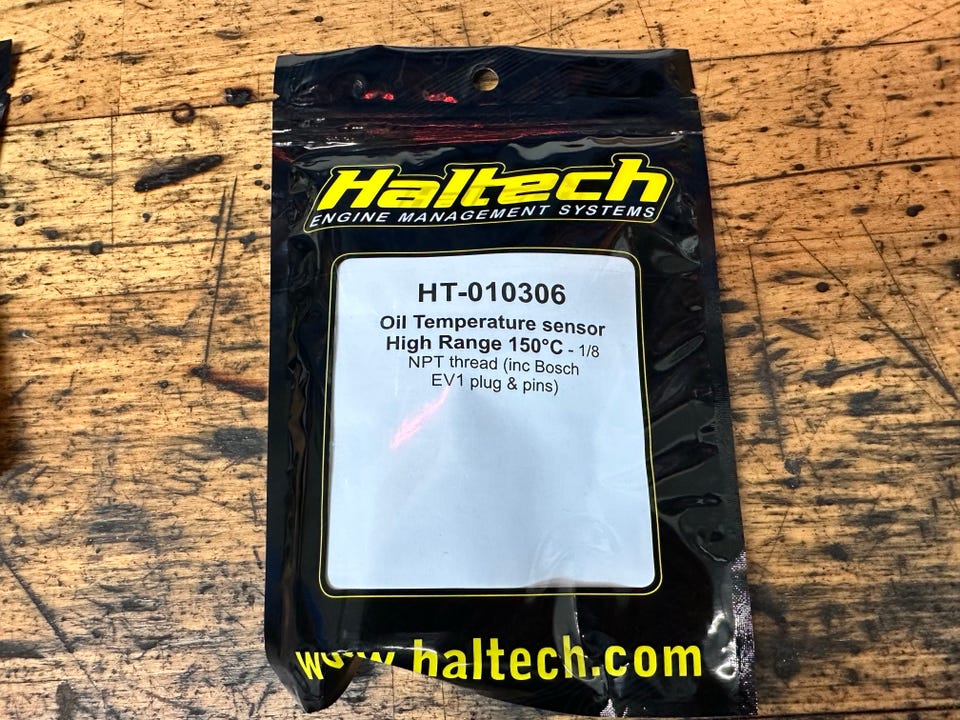 Haltech
ENGINE MANAGEMENT SYSTEMS
HT-010306
Oil Temperature sensor
High Range 150°C - 1/8
NPT thread (inc Bosch
EV1 plug & pins)
www.haltech.com